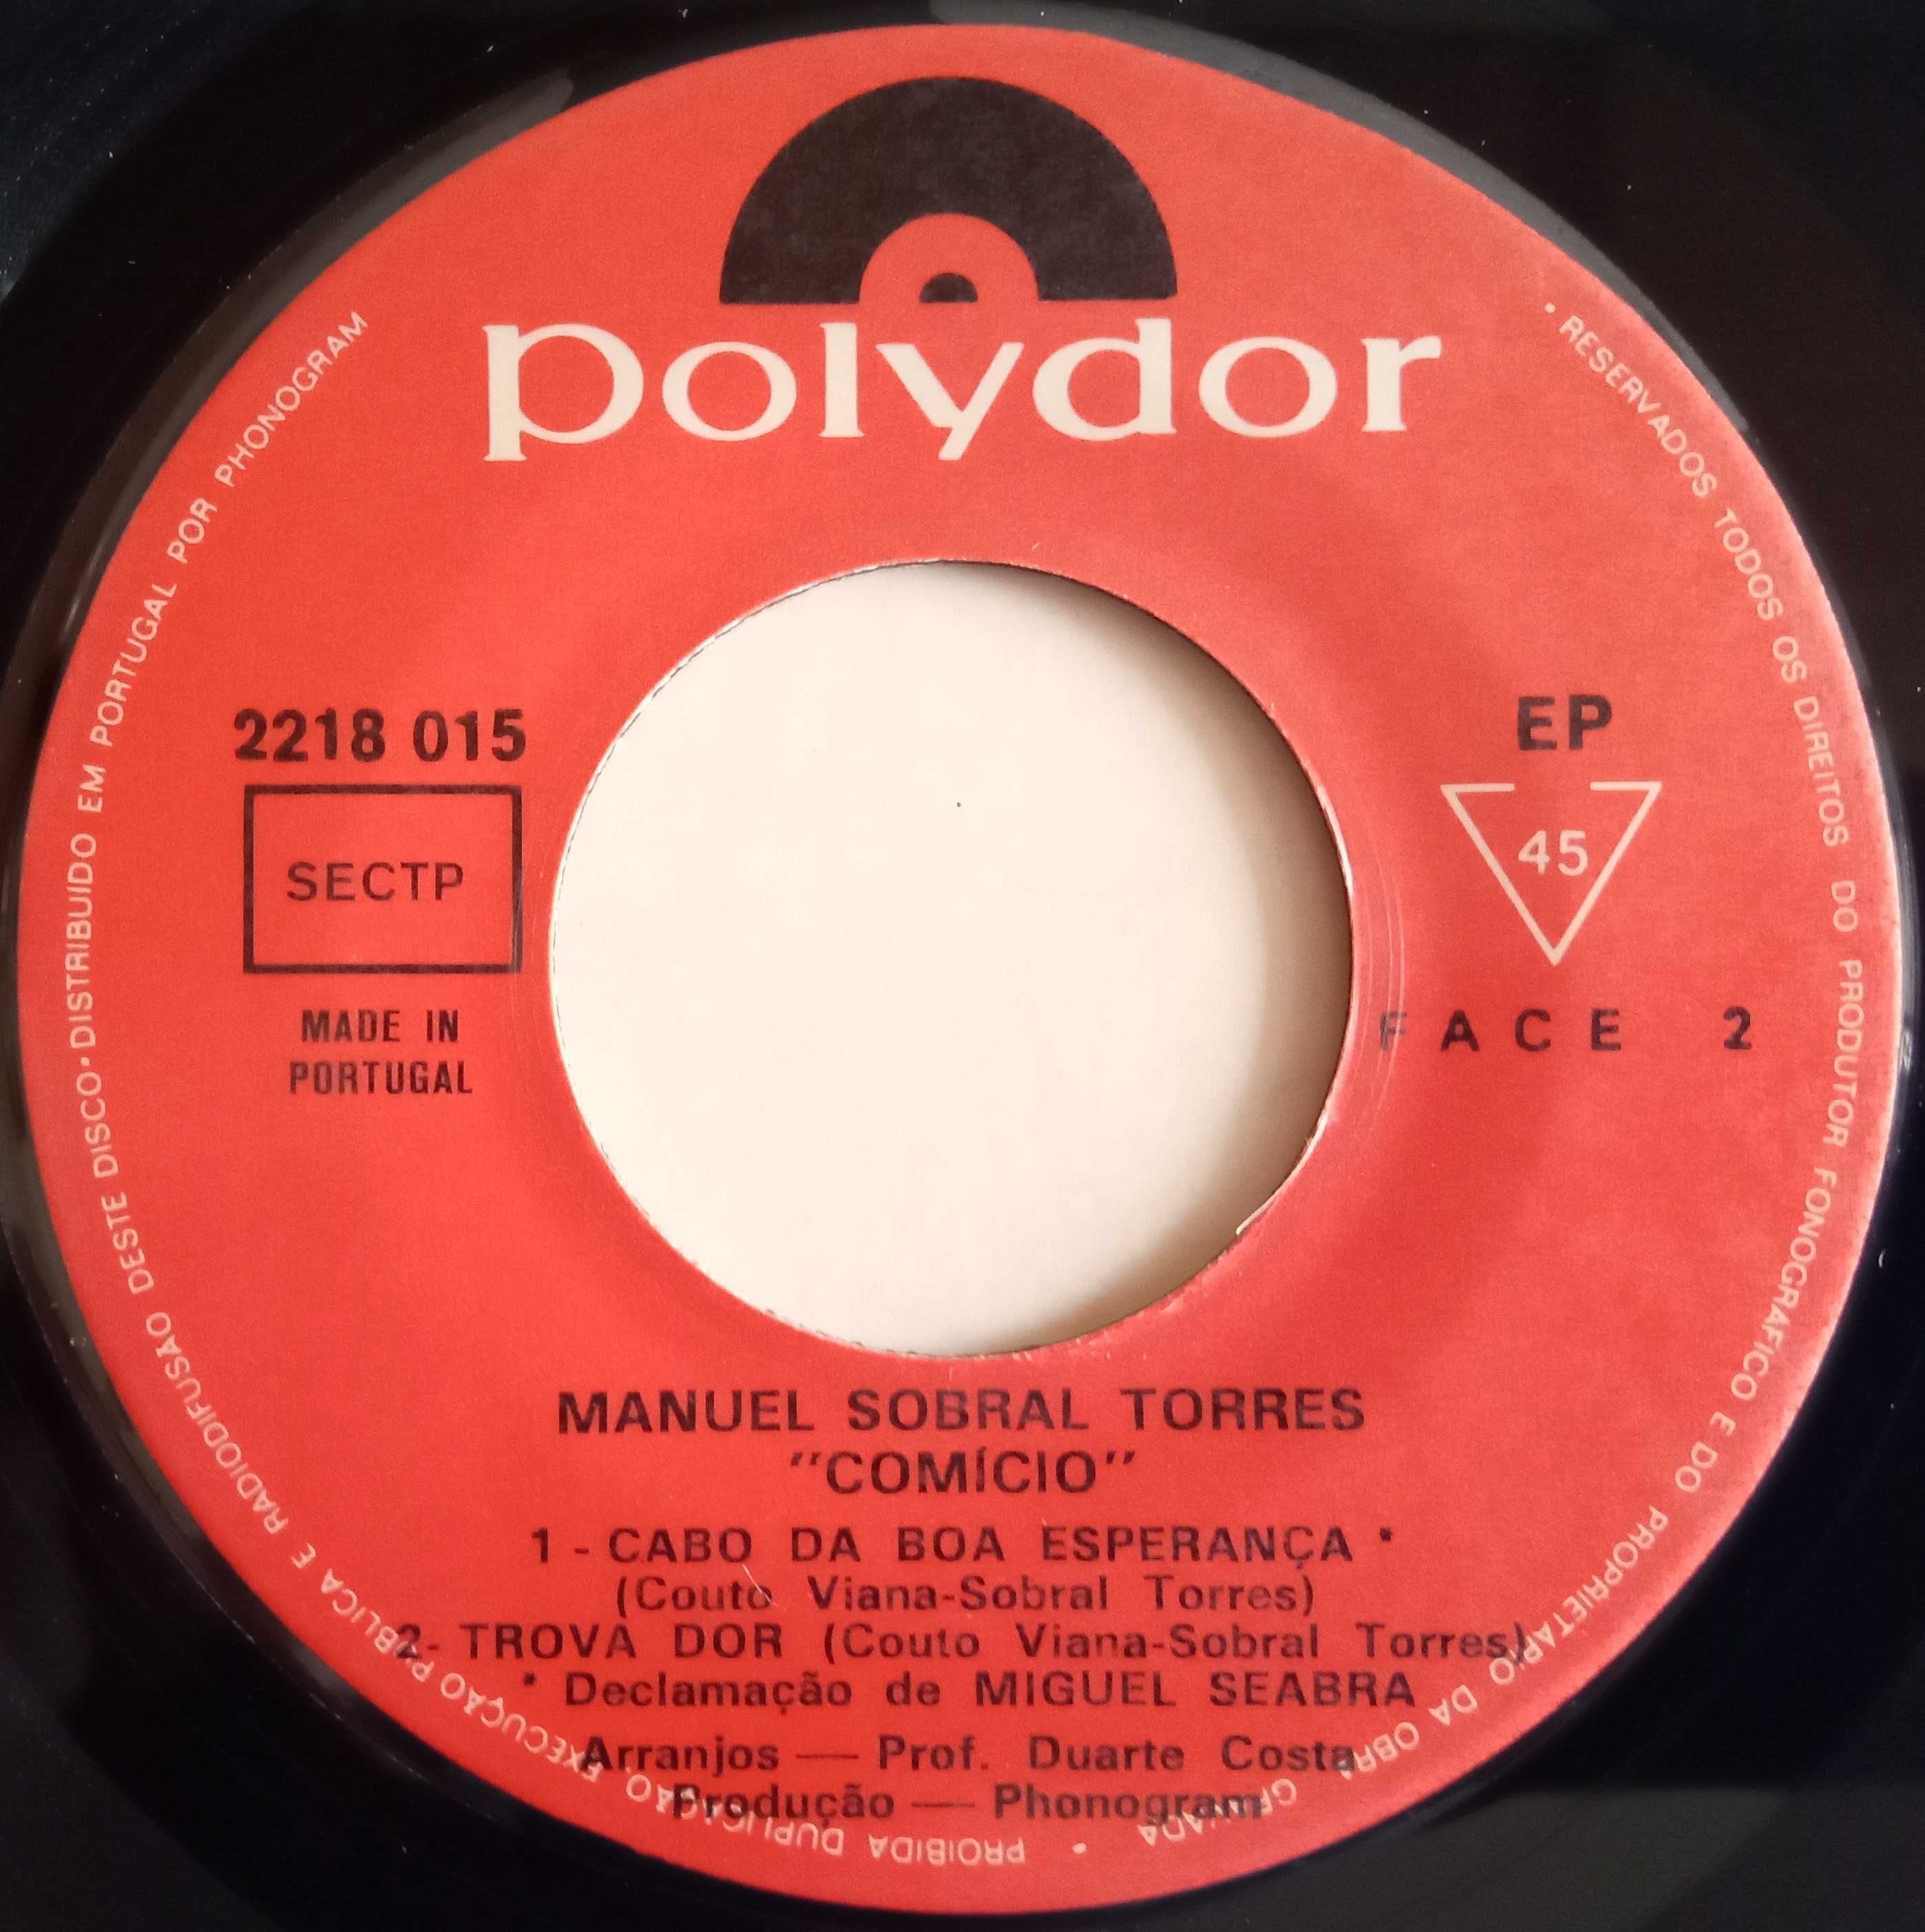 polydor
2218 015
SECTP
MADE IN
PORTUGAL
EP
45
FACE 2
MANUEL SOBRAL TORRES
"COMÍCIO"
1 - CABO DA BOA ESPERANÇA *
(Couto Viana-Sobral Torres)
2 - TROVA DOR (Couto Viana-Sobral Torres)
* Declamação de MIGUEL SEABRA
Arranjos — Prof. Duarte Costa
Produção — Phonogram
• RESERVADOS TODOS OS DIREITOS DO PRODUTOR FONOGRAFICO E DO PROPRIETARIO DA OBRA GRAVADA • PROIBIDA DUPLICAÇÃO, EXECUÇÃO PUBLICA E RADIODIFUSÃO DESTE DISCO • DISTRIBUIDO EM PORTUGAL POR PHONOGRAM